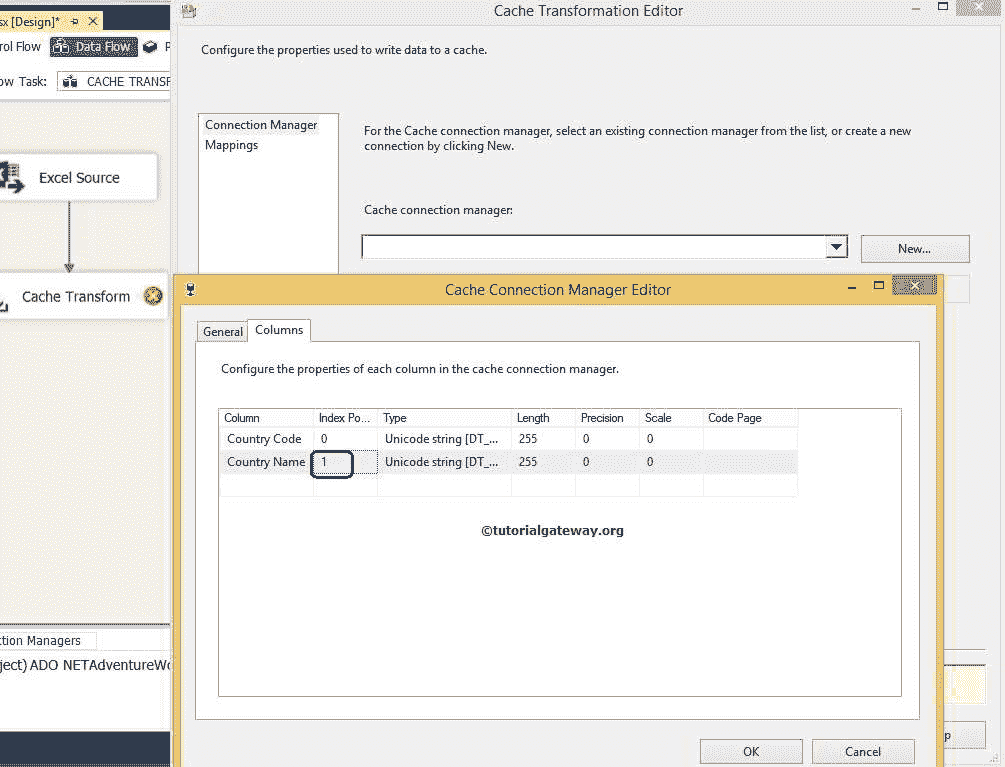 Cache Transformation Editor
sx [Design]*
rol Flow
Data Flow
P
ow Task:
CACHE TRANSF
Configure the properties used to write data to a cache.
Connection Manager
Mappings
For the Cache connection manager, select an existing connection manager from the list, or create a new
connection by clicking New.
Cache connection manager:
New...
Excel Source
Cache Transform
Cache Connection Manager Editor
General
Columns
Configure the properties of each column in the cache connection manager.
Column Index Po... Type Length Precision Scale Code Page
Country Code 0 Unicode string [DT_... 255 0 0
Country Name 1 Unicode string [DT_... 255 0 0
©tutorialgateway.org
ction Managers
ject) ADO NETAdventureWo
p
OK
Cancel